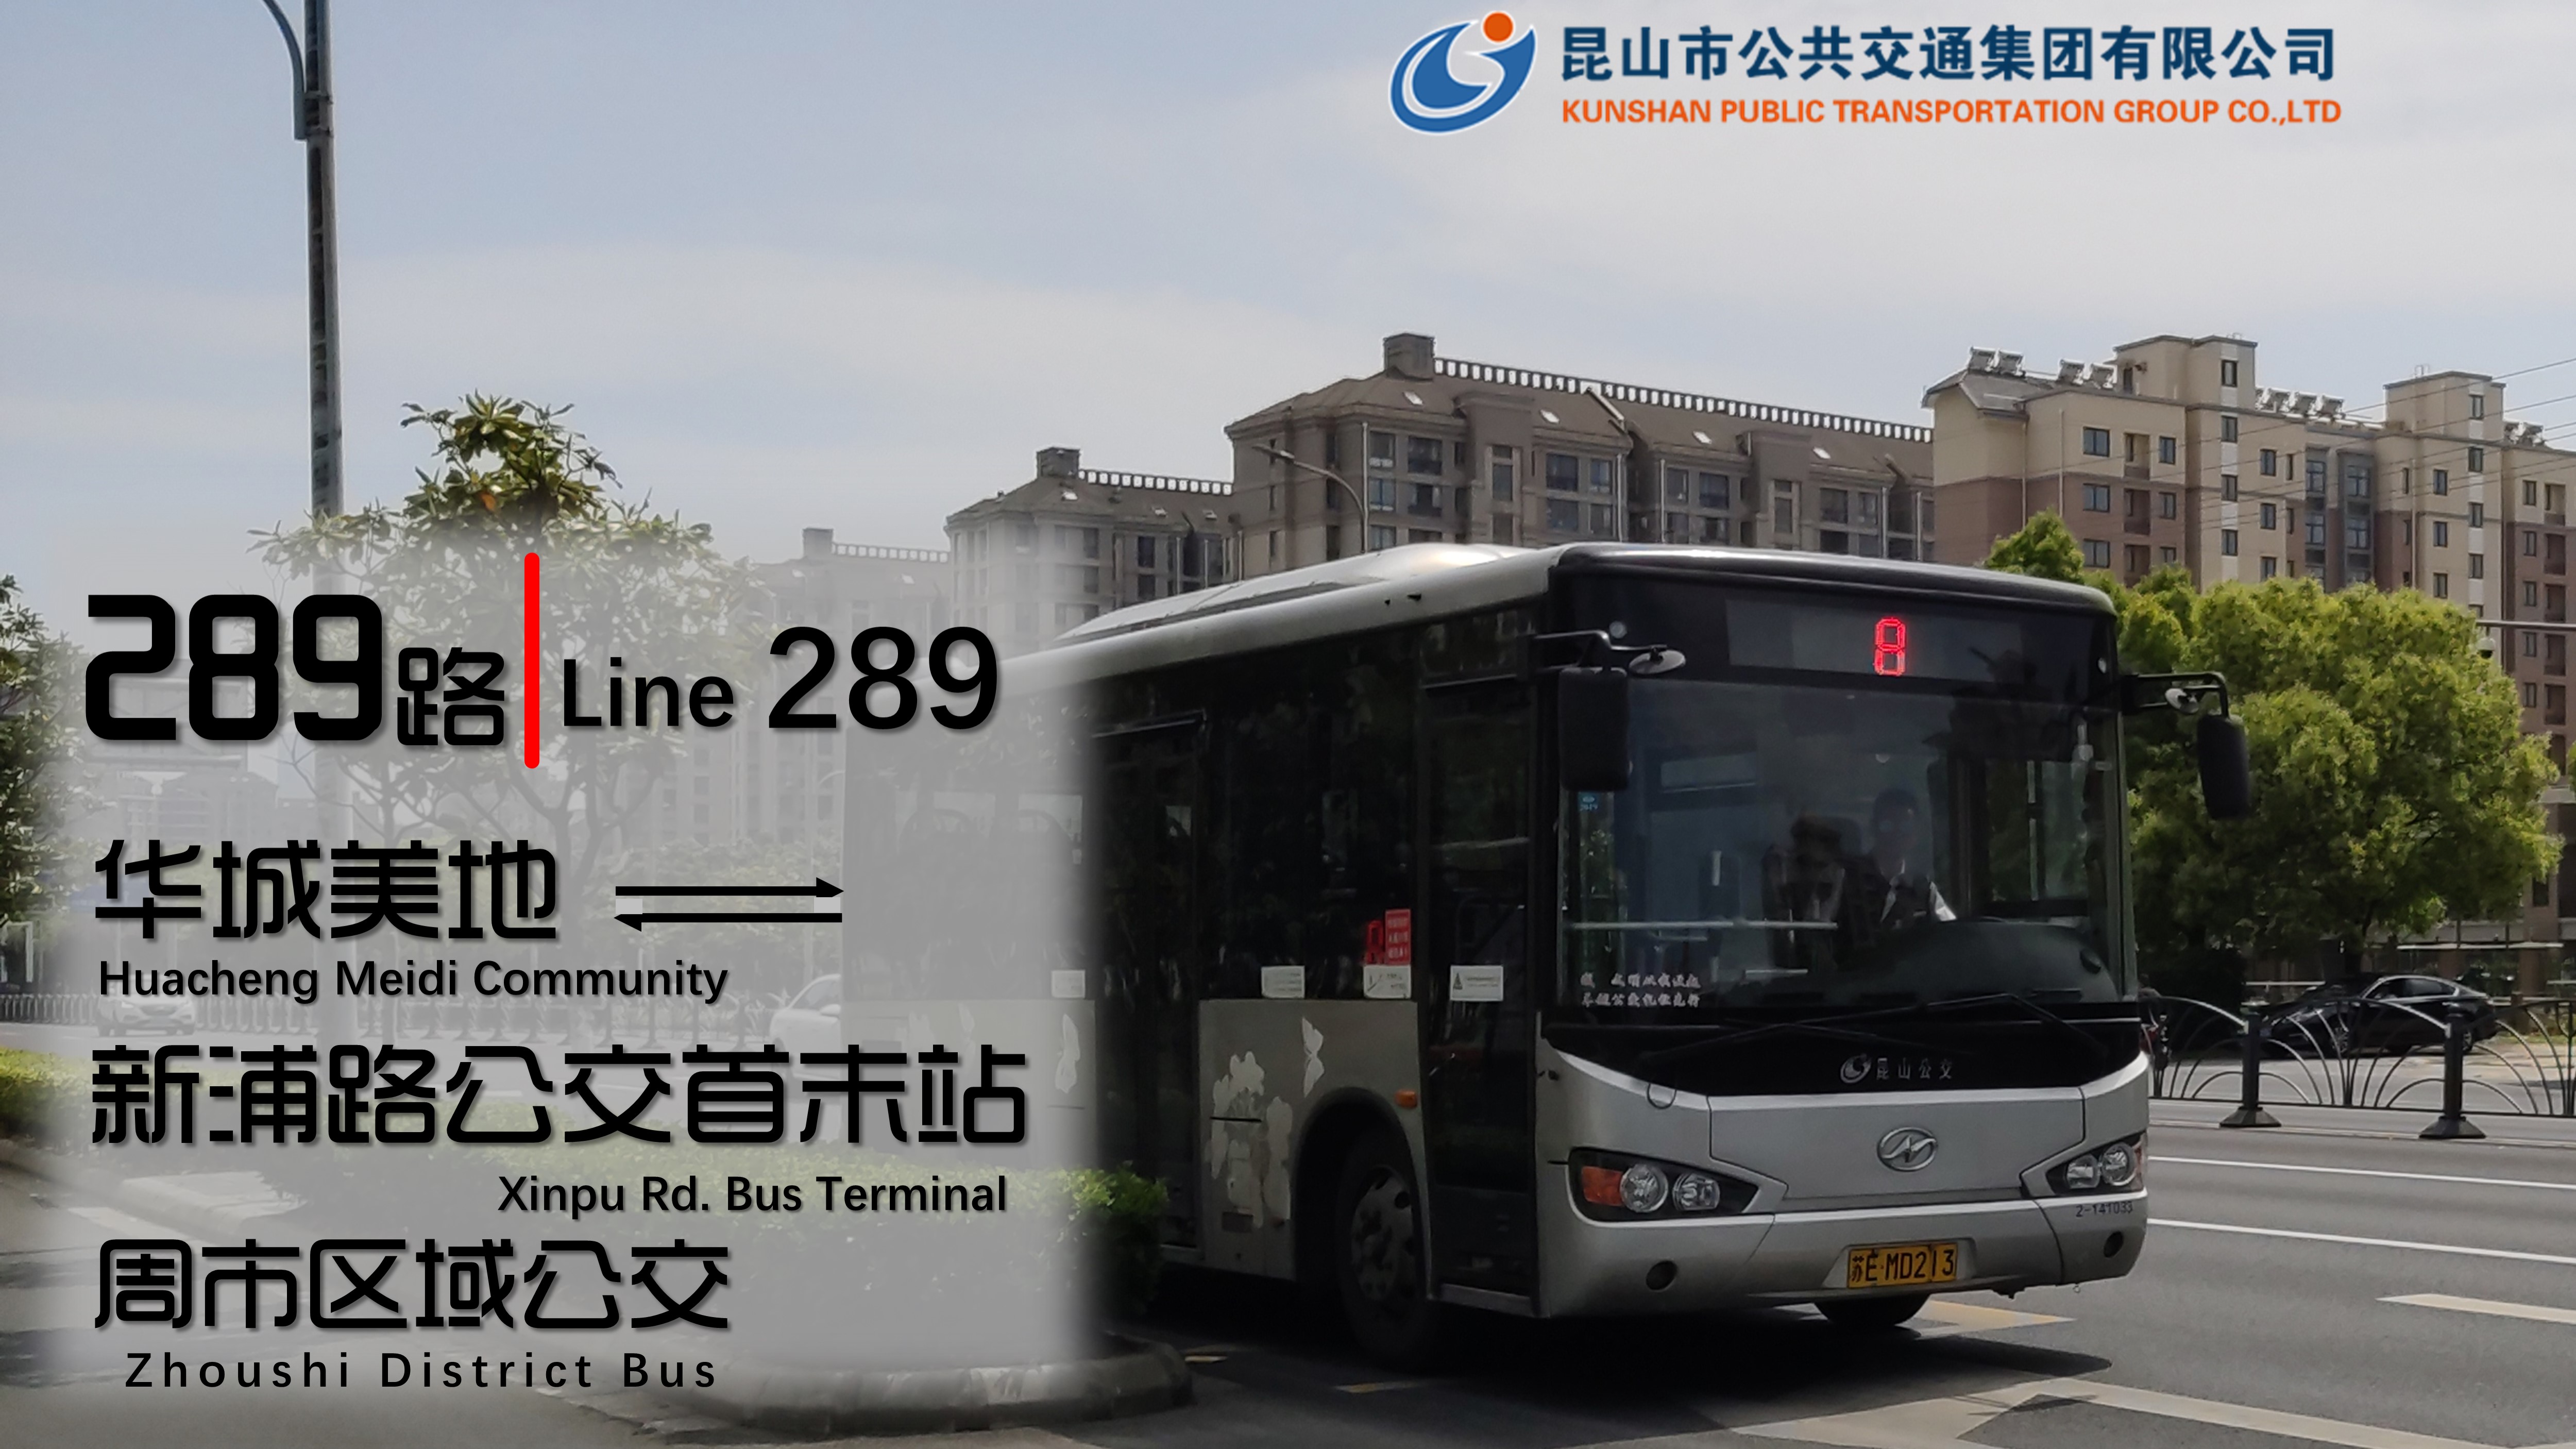 昆山市公共交通集团有限公司
KUNSHAN PUBLIC TRANSPORTATION GROUP CO.,LTD
289路 Line 289
华城美地
Huacheng Meidi Community
新浦路公交首末站
Xinpu Rd. Bus Terminal
周市区域公交
Zhoushi District Bus
8
昆山公交
2-141033
苏E·MD213